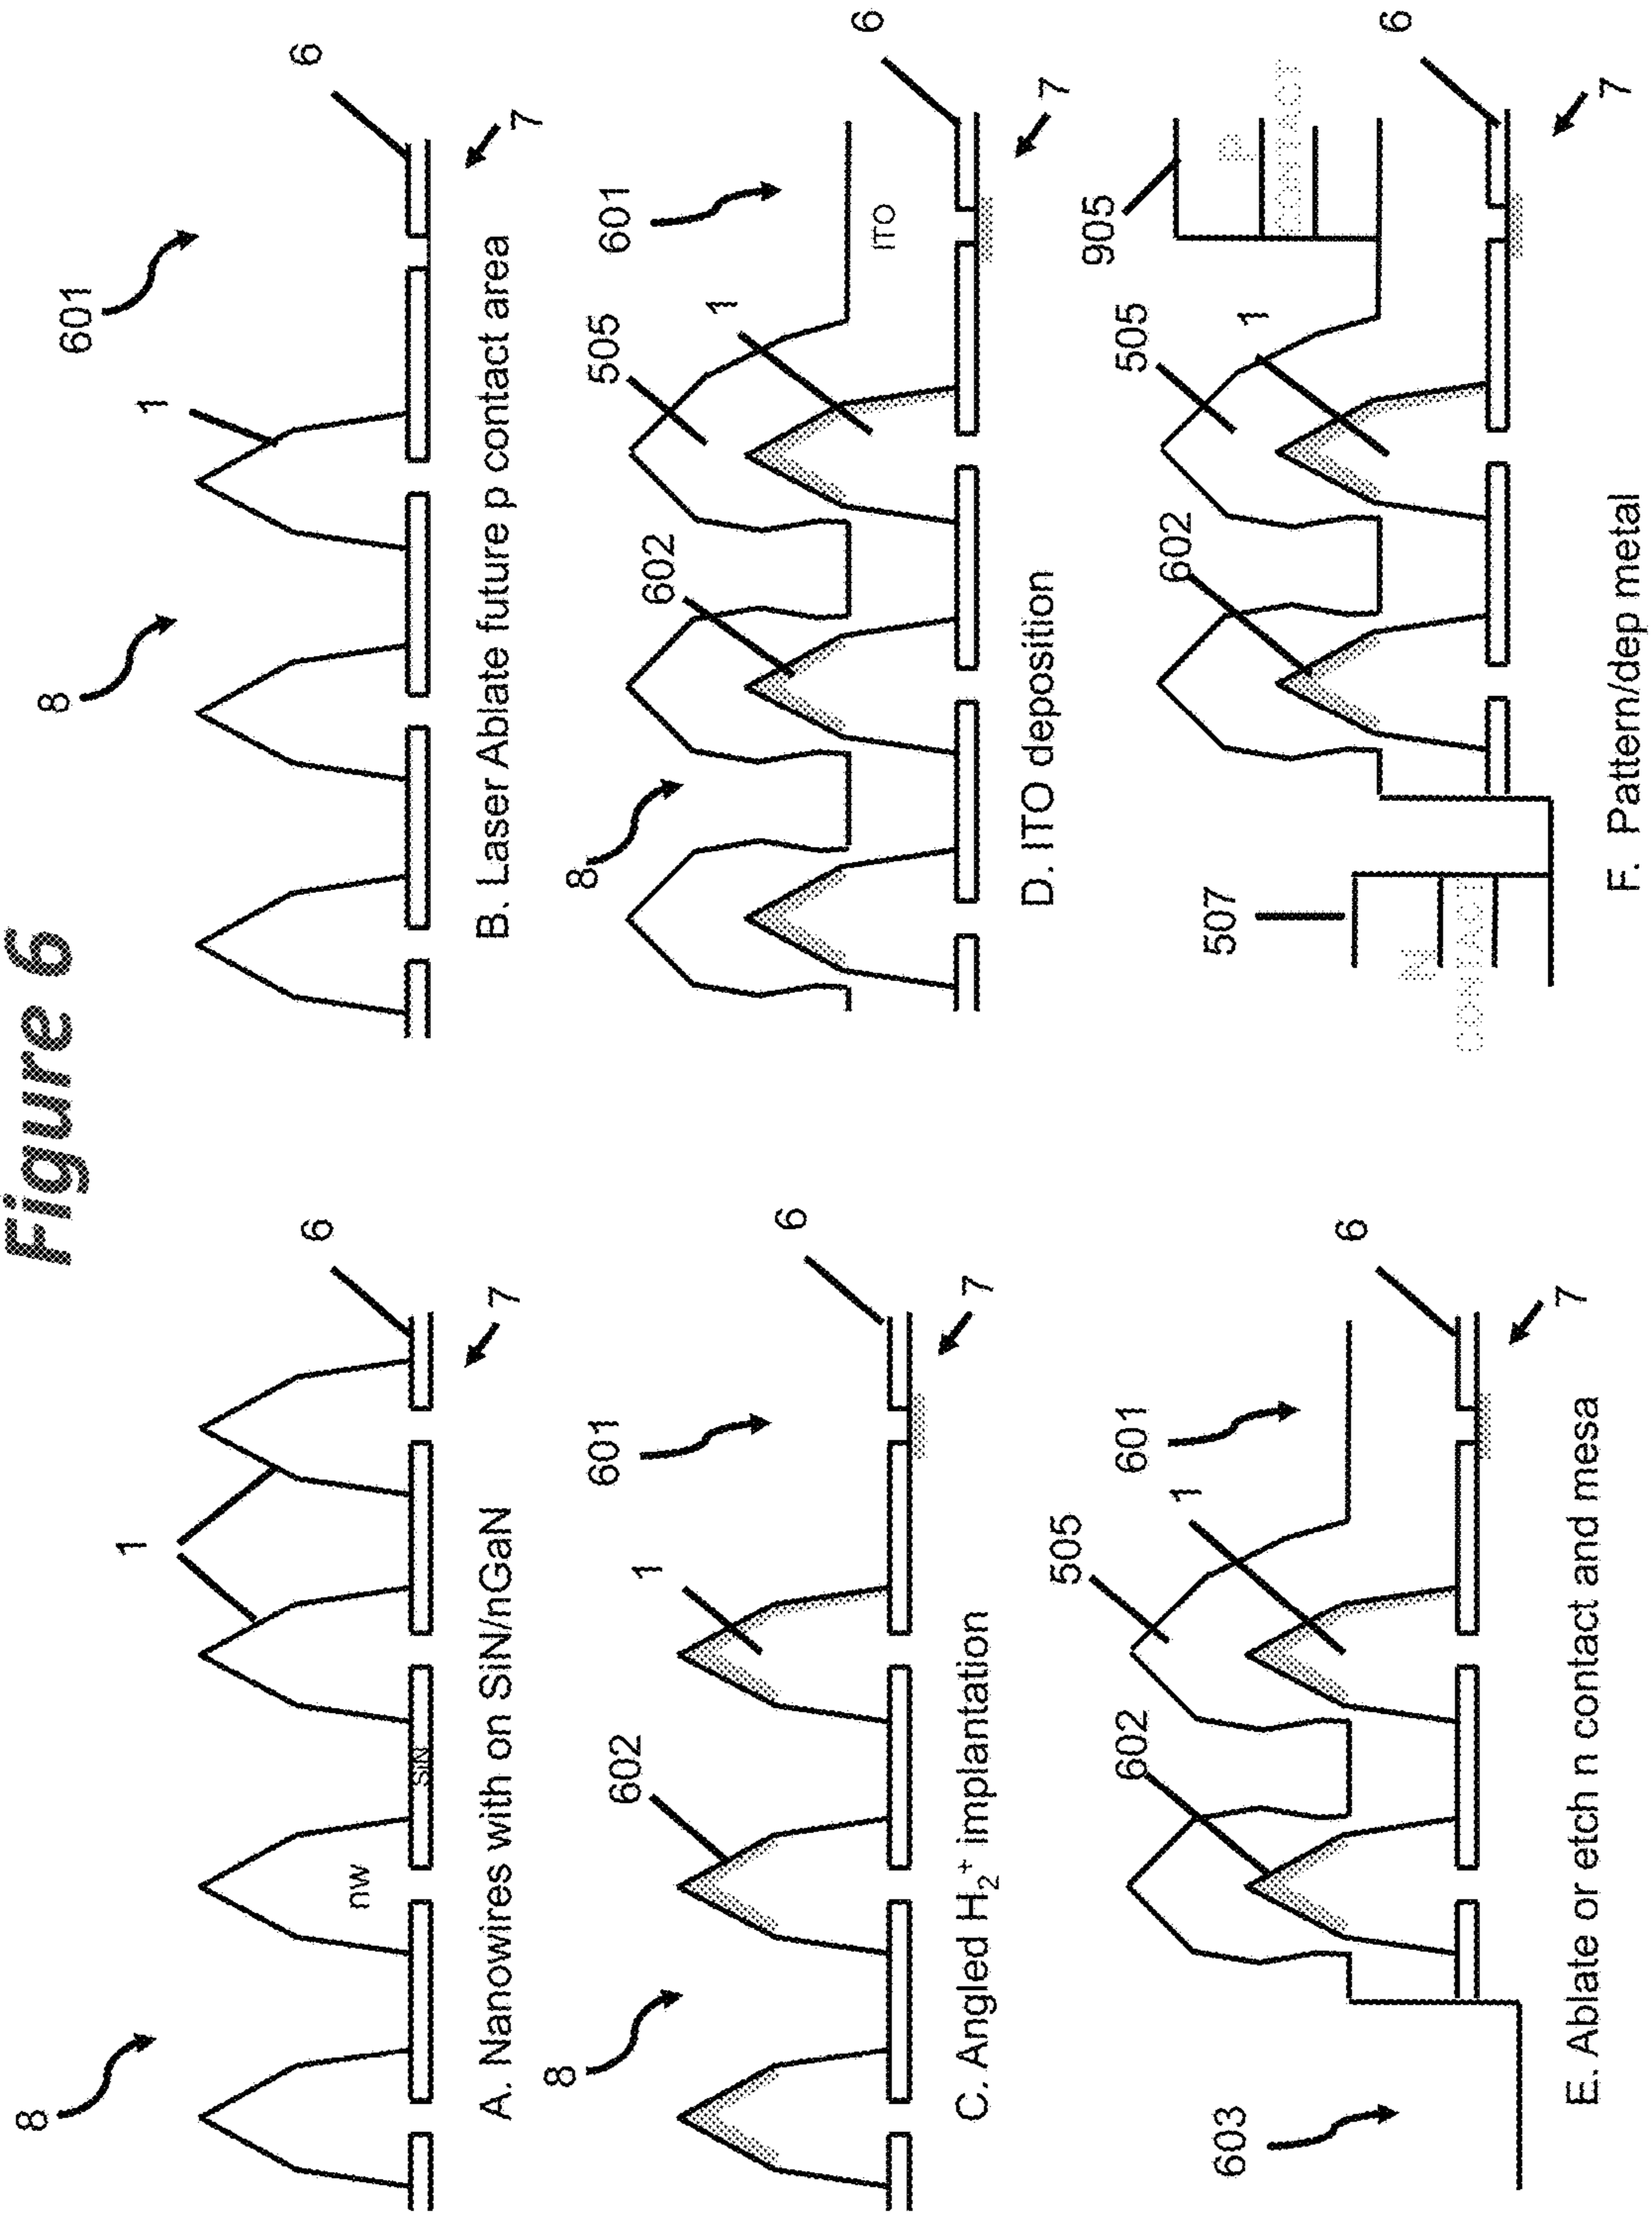 Figure 6
8
1
6
nw
SiN
7
A. Nanowires with on SiN/nGaN
8
601
1
6
7
B. Laser Ablate future p contact area
8
602
601
1
6
7
C. Angled H₂⁺ implantation
8
602
505
601
1
6
ITO
7
D. ITO deposition
603
602
505
601
1
6
7
E. Ablate or etch n contact and mesa
507
602
505
905
1
6
N
CONTACT
P
CONTACT
7
F. Pattern/dep metal